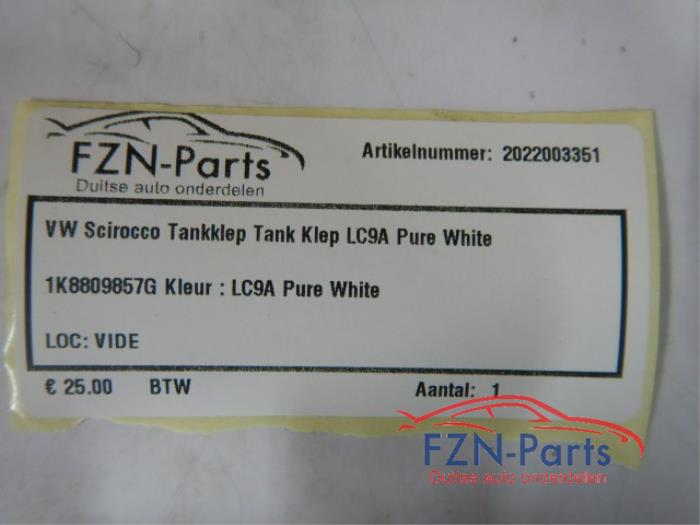 FZN-Parts
Duitse auto onderdelen
Artikelnummer: 2022003351
VW Scirocco Tankklep Tank Klep LC9A Pure White
1K8809857G Kleur : LC9A Pure White
LOC: VIDE
€ 25.00 BTW Aantal: 1
FZN-Parts
Duitse auto onderdelen